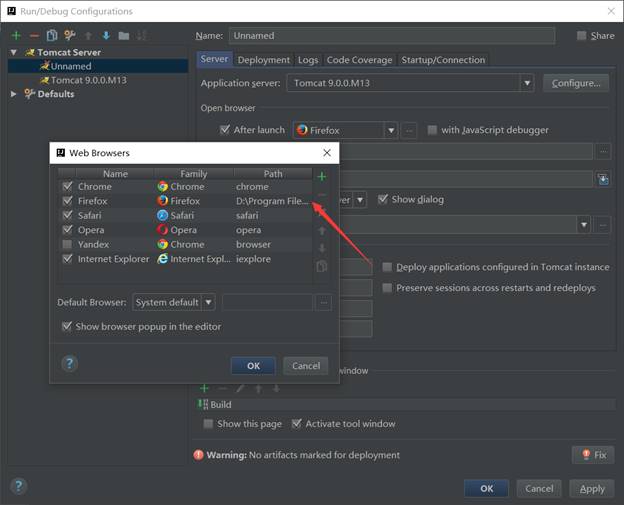 Run/Debug Configurations
Name: Unnamed Share
Tomcat Server
Unnamed
Tomcat 9.0.0.M13
Defaults
Server Deployment Logs Code Coverage Startup/Connection
Application server: Tomcat 9.0.0.M13 Configure...
Open browser
After launch Firefox ... with JavaScript debugger
...
Show dialog
...
Deploy applications configured in Tomcat instance
Preserve sessions across restarts and redeploys
Web Browsers
Name Family Path
Chrome Chrome chrome
Firefox Firefox D:\Program File...
Safari Safari safari
Opera Opera opera
Yandex Chrome browser
Internet Explorer Internet Expl... iexplore
Default Browser: System default ...
Show browser popup in the editor
? OK Cancel
window
Build
Show this page Activate tool window
Warning: No artifacts marked for deployment Fix
? OK Cancel Apply